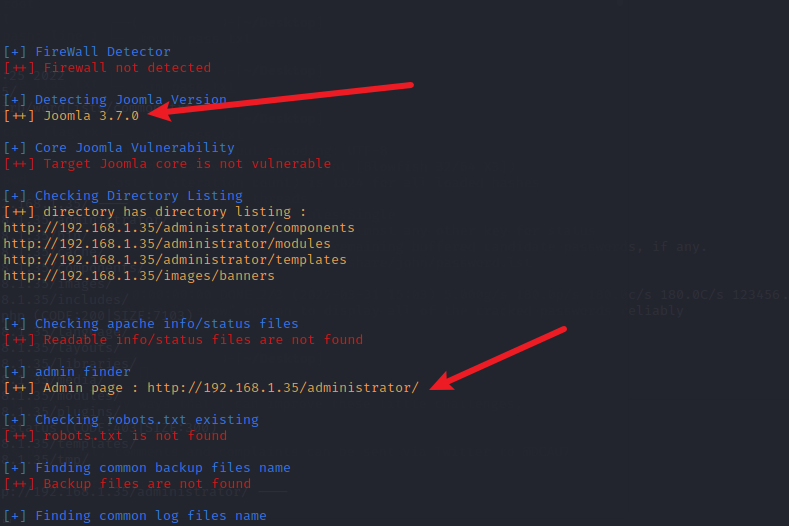 [+] FireWall Detector
[++] Firewall not detected
[+] Detecting Joomla Version
[++] Joomla 3.7.0
[+] Core Joomla Vulnerability
[++] Target Joomla core is not vulnerable
[+] Checking Directory Listing
[++] directory has directory listing :
http://192.168.1.35/administrator/components
http://192.168.1.35/administrator/modules
http://192.168.1.35/administrator/templates
http://192.168.1.35/images/banners
[+] Checking apache info/status files
[++] Readable info/status files are not found
[+] admin finder
[++] Admin page : http://192.168.1.35/administrator/
[+] Checking robots.txt existing
[++] robots.txt is not found
[+] Finding common backup files name
[++] Backup files are not found
[+] Finding common log files name